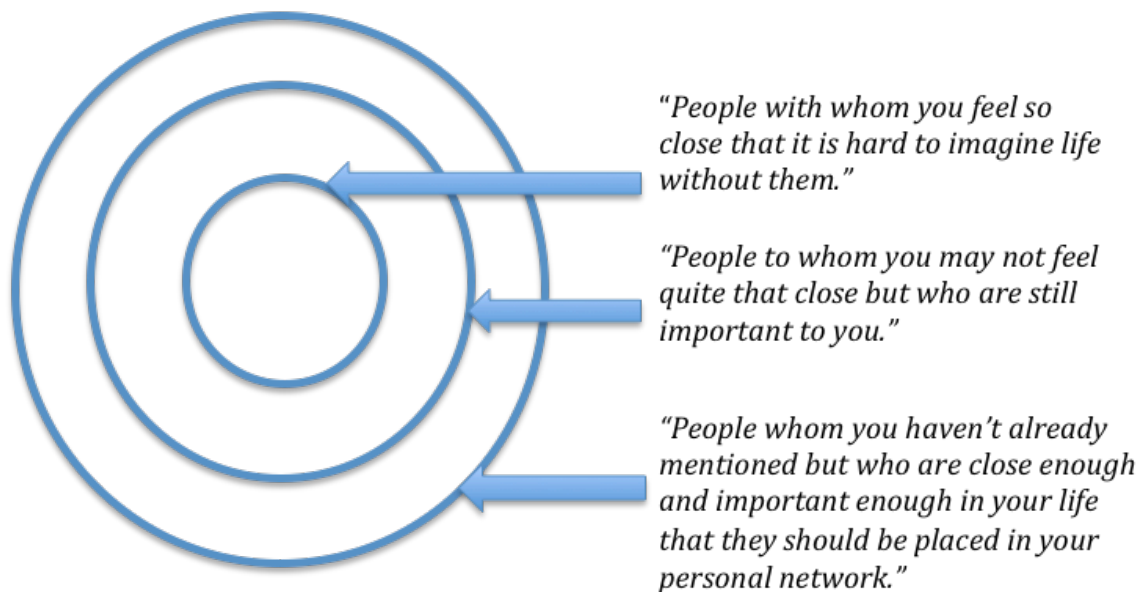 “People with whom you feel so
close that it is hard to imagine life
without them.”
“People to whom you may not feel
quite that close but who are still
important to you.”
“People whom you haven’t already
mentioned but who are close enough
and important enough in your life
that they should be placed in your
personal network.”